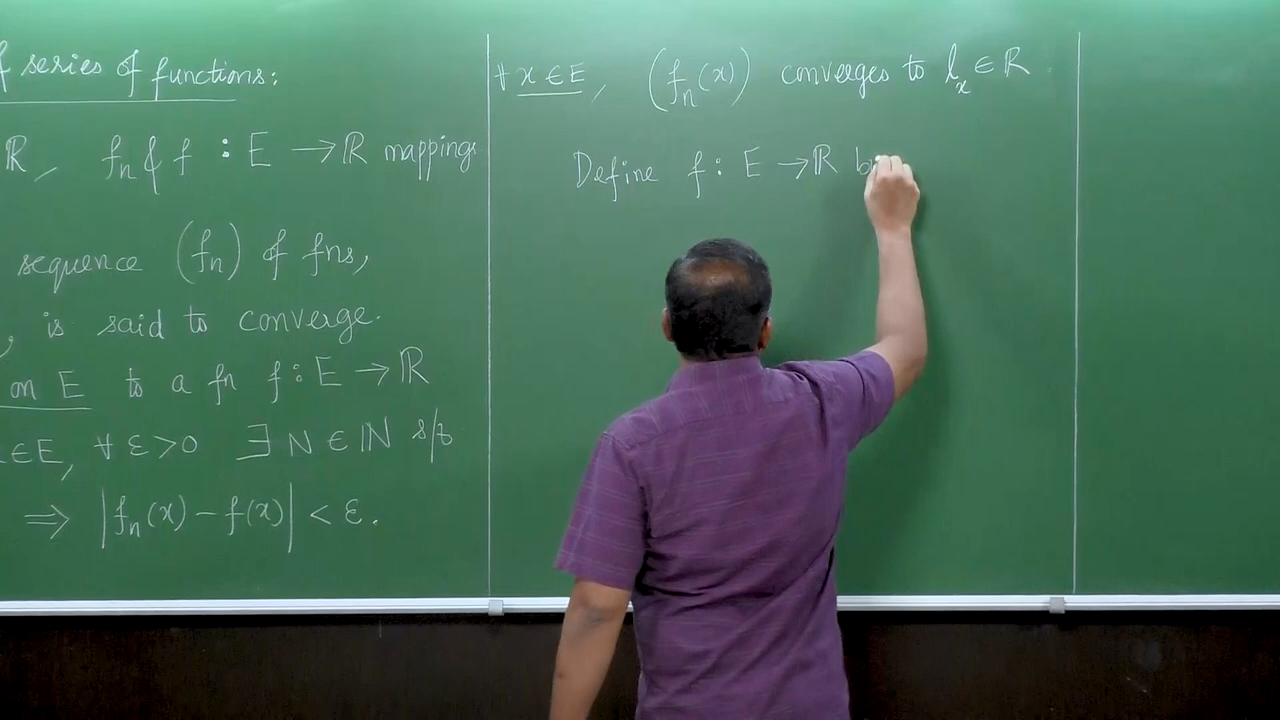 f series of functions:
ℝ, fₙ & f : E → ℝ mappings
sequence (fₙ) of fns,
, is said to converge.
on E to a fn f : E → ℝ
∈ E, ∀ ε > 0 ∃ N ∈ ℕ s/t
⇒ |fₙ(x) − f(x)| < ε.
∀ x ∈ E, (fₙ(x)) converges to lₓ ∈ ℝ
Define f : E → ℝ b